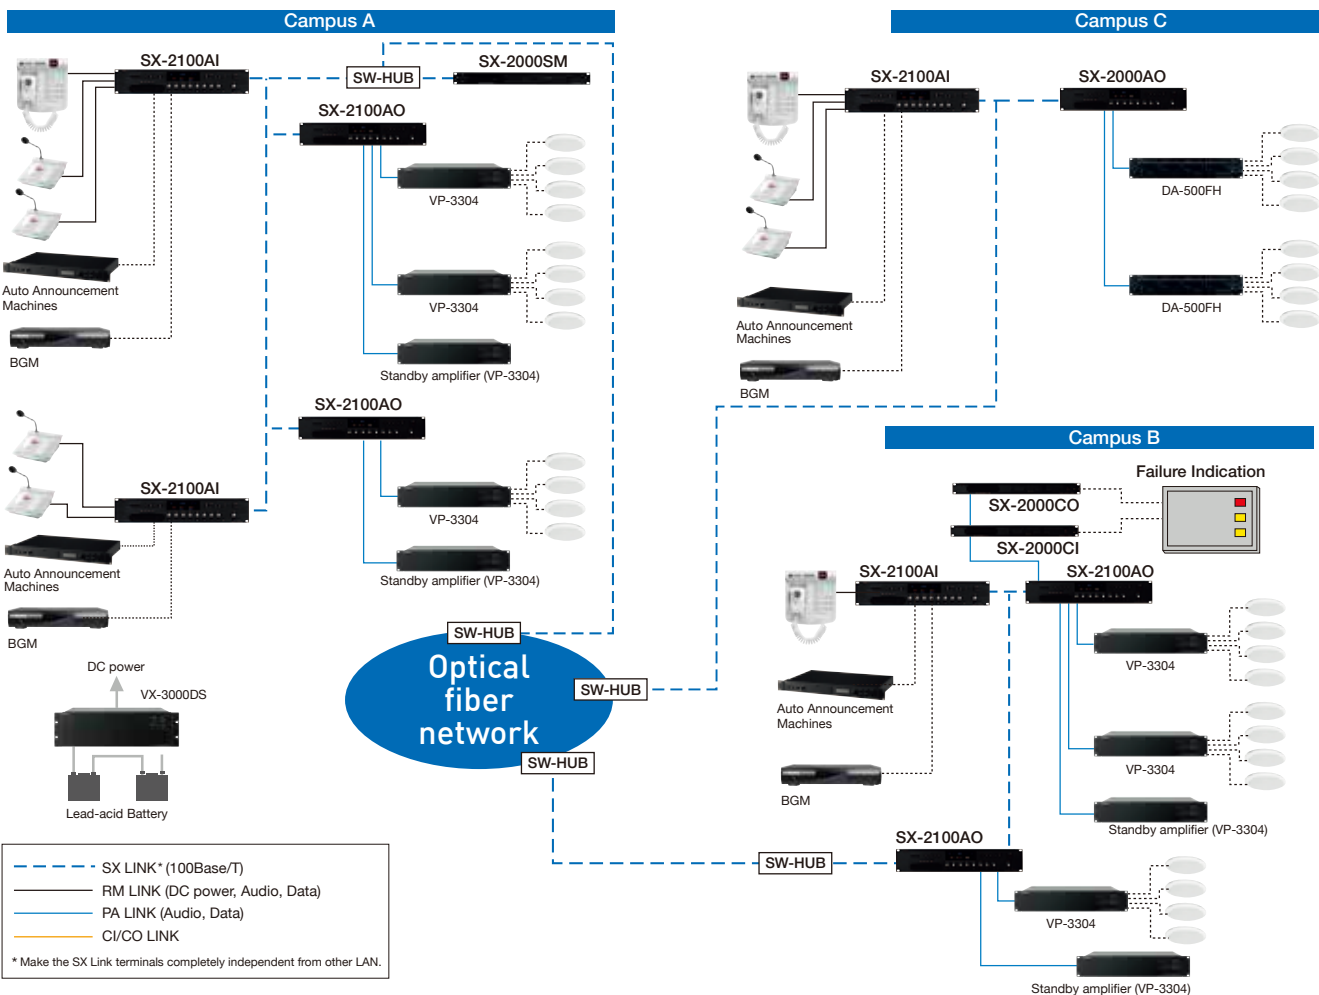 Campus A
SX-2100AI
SW-HUB
SX-2000SM
SX-2100AO
VP-3304
VP-3304
Auto Announcement
Machines
BGM
Standby amplifier (VP-3304)
SX-2100AO
SX-2100AI
VP-3304
Auto Announcement
Machines
Standby amplifier (VP-3304)
BGM
DC power
VX-3000DS
Lead-acid Battery
SW-HUB
Optical
fiber
network
SW-HUB
SW-HUB
Campus C
SX-2100AI
SX-2000AO
DA-500FH
DA-500FH
Auto Announcement
Machines
BGM
Campus B
Failure Indication
SX-2000CO
SX-2000CI
SX-2100AI
SX-2100AO
VP-3304
Auto Announcement
Machines
VP-3304
BGM
Standby amplifier (VP-3304)
SX-2100AO
SW-HUB
VP-3304
Standby amplifier (VP-3304)
SX LINK* (100Base/T)
RM LINK (DC power, Audio, Data)
PA LINK (Audio, Data)
CI/CO LINK
* Make the SX Link terminals completely independent from other LAN.